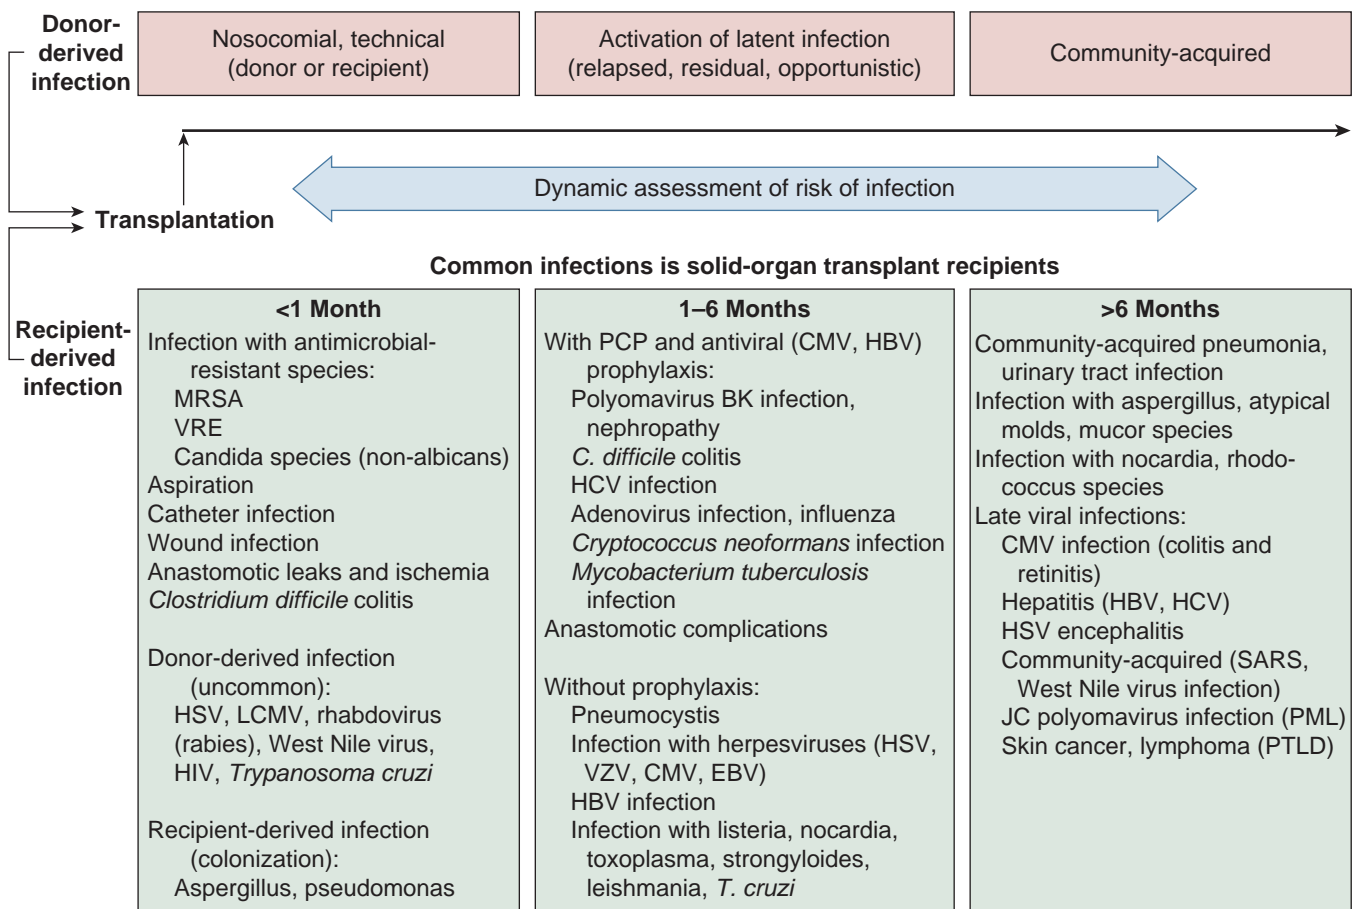 Donor-
derived
infection
Nosocomial, technical
(donor or recipient)
Activation of latent infection
(relapsed, residual, opportunistic)
Community-acquired
Dynamic assessment of risk of infection
Transplantation
Common infections is solid-organ transplant recipients
Recipient-
derived
infection
<1 Month
Infection with antimicrobial-
resistant species:
MRSA
VRE
Candida species (non-albicans)
Aspiration
Catheter infection
Wound infection
Anastomotic leaks and ischemia
Clostridium difficile colitis
Donor-derived infection
(uncommon):
HSV, LCMV, rhabdovirus
(rabies), West Nile virus,
HIV, Trypanosoma cruzi
Recipient-derived infection
(colonization):
Aspergillus, pseudomonas
1–6 Months
With PCP and antiviral (CMV, HBV)
prophylaxis:
Polyomavirus BK infection,
nephropathy
C. difficile colitis
HCV infection
Adenovirus infection, influenza
Cryptococcus neoformans infection
Mycobacterium tuberculosis
infection
Anastomotic complications
Without prophylaxis:
Pneumocystis
Infection with herpesviruses (HSV,
VZV, CMV, EBV)
HBV infection
Infection with listeria, nocardia,
toxoplasma, strongyloides,
leishmania, T. cruzi
>6 Months
Community-acquired pneumonia,
urinary tract infection
Infection with aspergillus, atypical
molds, mucor species
Infection with nocardia, rhodo-
coccus species
Late viral infections:
CMV infection (colitis and
retinitis)
Hepatitis (HBV, HCV)
HSV encephalitis
Community-acquired (SARS,
West Nile virus infection)
JC polyomavirus infection (PML)
Skin cancer, lymphoma (PTLD)